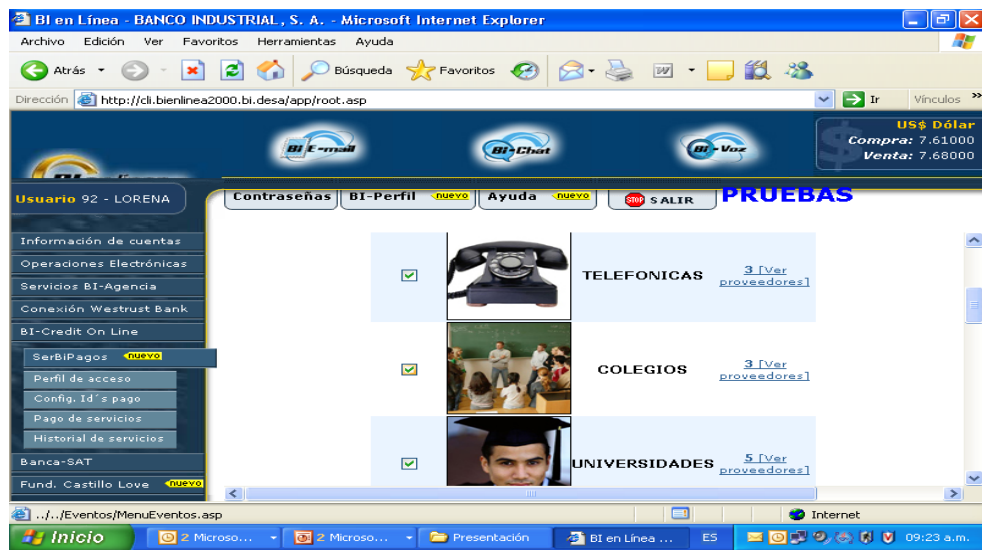 BI en Línea - BANCO INDUSTRIAL, S. A. - Microsoft Internet Explorer
Archivo Edición Ver Favoritos Herramientas Ayuda
Atrás Búsqueda Favoritos
Dirección http://cli.bienlinea2000.bi.desa/app/root.asp Ir Vínculos »
BI E-mail BI-Chat BI-Voz
US$ Dólar
Compra: 7.61000
Venta: 7.68000
Usuario 92 - LORENA
Contraseñas BI-Perfil nuevo Ayuda nuevo STOP SALIR PRUEBAS
Información de cuentas
Operaciones Electrónicas
Servicios BI-Agencia
Conexión Westrust Bank
BI-Credit On Line
SerBiPagos nuevo
Perfil de acceso
Config. Id´s pago
Pago de servicios
Historial de servicios
Banca-SAT
Fund. Castillo Love nuevo
TELEFONICAS 3 [Ver
proveedores]
COLEGIOS 3 [Ver
proveedores]
UNIVERSIDADES 5 [Ver
proveedores]
../../Eventos/MenuEventos.asp Internet
Inicio 2 Microso... 2 Microso... Presentación BI en Línea ... ES 09:23 a.m.